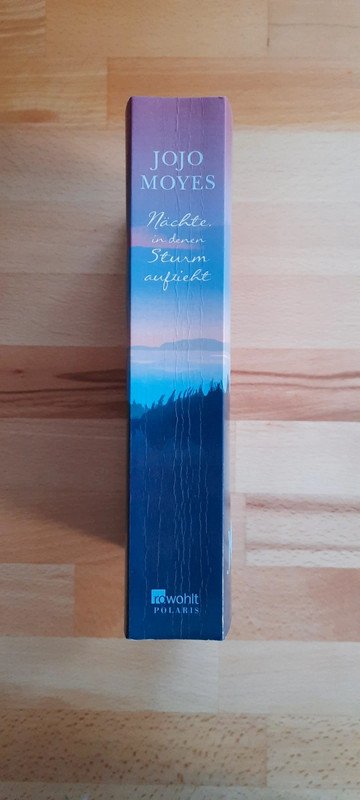 JOJO
MOYES
Nächte,
in denen
Sturm
aufzieht
rowohlt
POLARIS